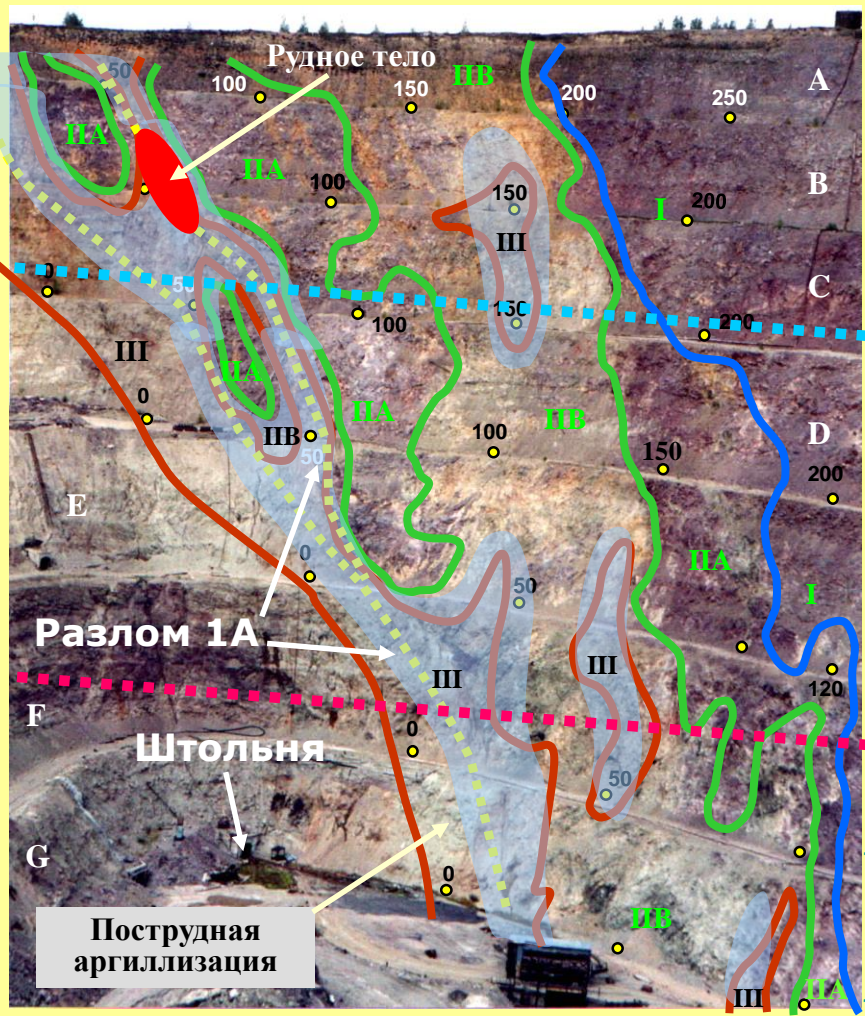 Рудное тело
50
100
150
IIB
200
250
A
IIA
IIA
100
150
I
200
B
III
0
50
C
100
150
200
III
IIA
0
IIA
IIB
D
IIB
50
100
150
200
E
0
50
IIA
I
Разлом 1А
III
III
120
F
0
Штольня
50
G
0
IIB
Пострудная
аргиллизация
III
IIA